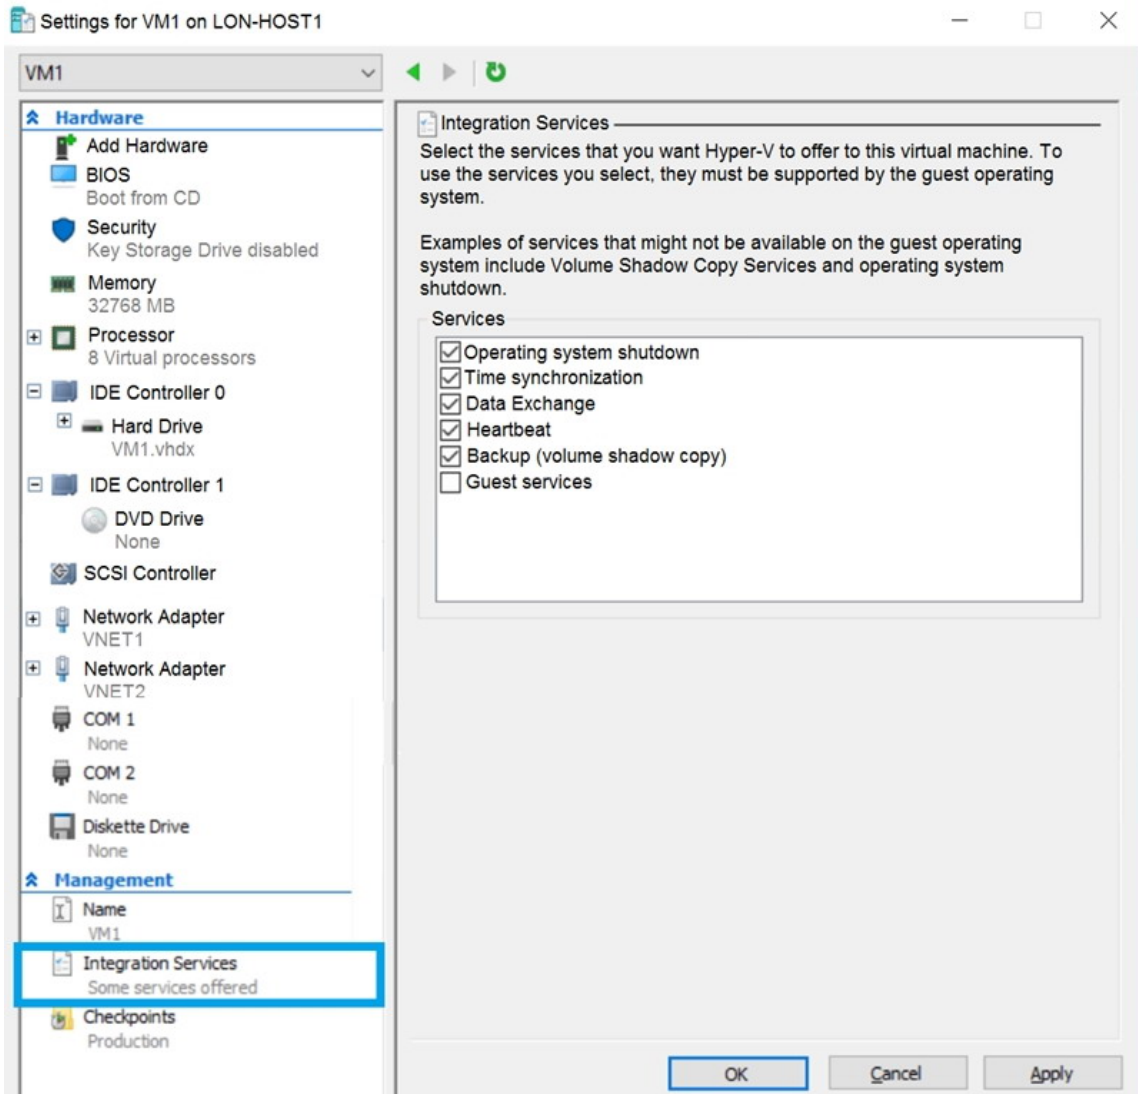 Settings for VM1 on LON-HOST1
VM1
Hardware
Add Hardware
BIOS
Boot from CD
Security
Key Storage Drive disabled
Memory
32768 MB
Processor
8 Virtual processors
IDE Controller 0
Hard Drive
VM1.vhdx
IDE Controller 1
DVD Drive
None
SCSI Controller
Network Adapter
VNET1
Network Adapter
VNET2
COM 1
None
COM 2
None
Diskette Drive
None
Management
Name
VM1
Integration Services
Some services offered
Checkpoints
Production
Integration Services
Select the services that you want Hyper-V to offer to this virtual machine. To
use the services you select, they must be supported by the guest operating
system.
Examples of services that might not be available on the guest operating
system include Volume Shadow Copy Services and operating system
shutdown.
Services
Operating system shutdown
Time synchronization
Data Exchange
Heartbeat
Backup (volume shadow copy)
Guest services
OK
Cancel
Apply